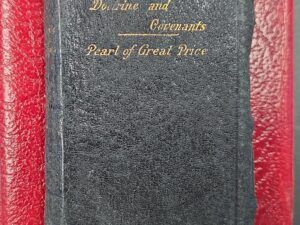 Doctrine and
Covenants
Pearl of Great Price